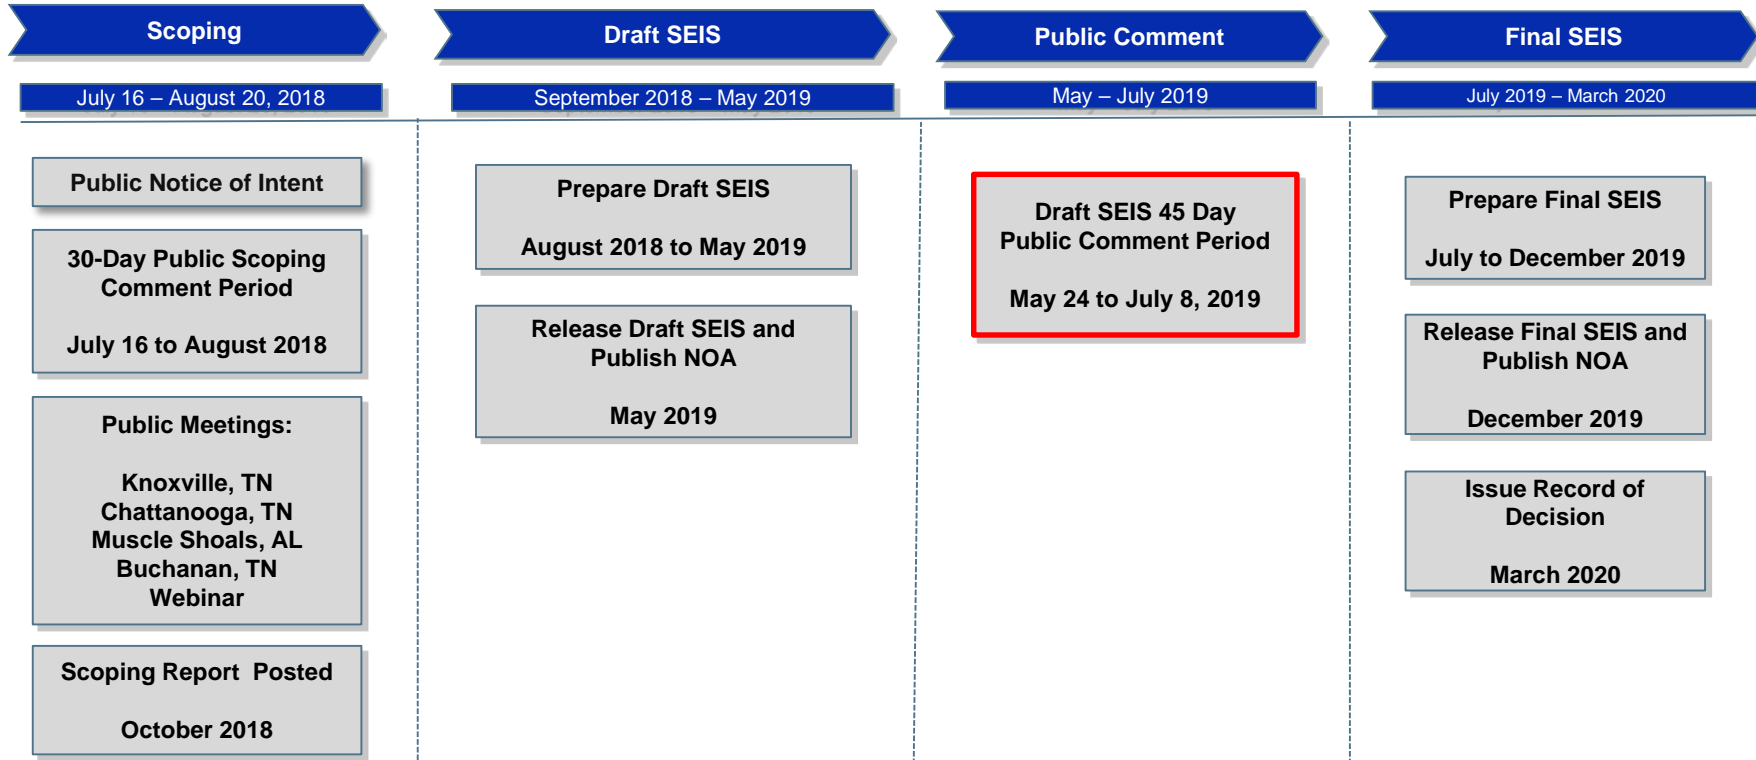 Scoping
July 16 – August 20, 2018
Public Notice of Intent
30-Day Public Scoping
Comment Period
July 16 to August 2018
Public Meetings:
Knoxville, TN
Chattanooga, TN
Muscle Shoals, AL
Buchanan, TN
Webinar
Scoping Report  Posted
October 2018
Draft SEIS
September 2018 – May 2019
Prepare Draft SEIS
August 2018 to May 2019
Release Draft SEIS and
Publish NOA
May 2019
Public Comment
May – July 2019
Draft SEIS 45 Day
Public Comment Period
May 24 to July 8, 2019
Final SEIS
July 2019 – March 2020
Prepare Final SEIS
July to December 2019
Release Final SEIS and
Publish NOA
December 2019
Issue Record of
Decision
March 2020